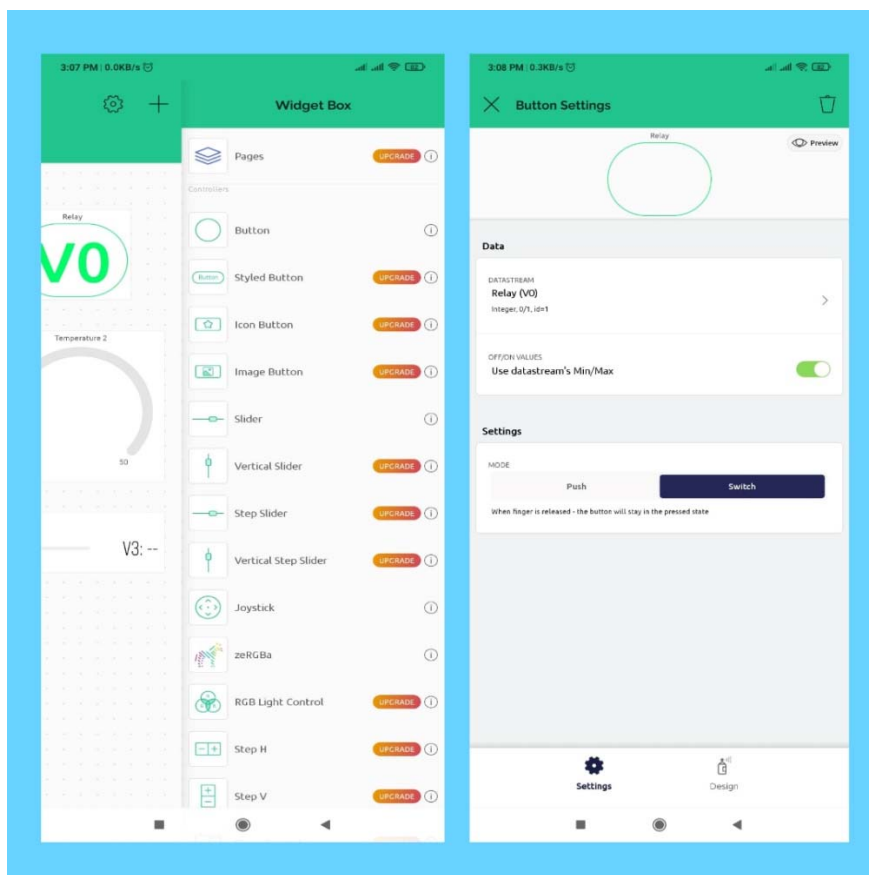 3:07 PM | 0.0KB/s
Widget Box
Pages
UPGRADE
Controllers
Button
Styled Button
Button
UPGRADE
Icon Button
UPGRADE
Image Button
UPGRADE
Slider
Vertical Slider
UPGRADE
Step Slider
UPGRADE
Vertical Step Slider
UPGRADE
Joystick
zeRGBa
RGB Light Control
UPGRADE
Step H
UPGRADE
Step V
UPGRADE
Relay
V0
Temperature 2
50
V3: --
3:08 PM | 0.3KB/s
Button Settings
Relay
Preview
Data
DATASTREAM
Relay (V0)
Integer, 0/1, id=1
OFF/ON VALUES
Use datastream's Min/Max
Settings
MODE
Push
Switch
When finger is released - the button will stay in the pressed state
Settings
Design